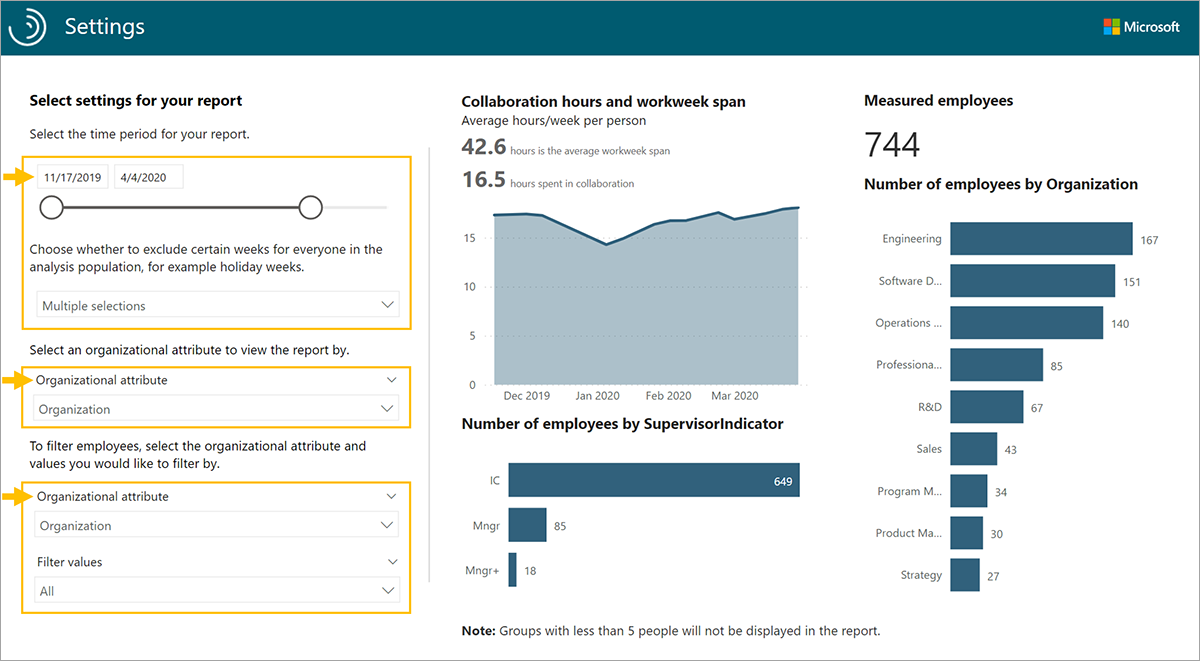 Settings
Microsoft
Select settings for your report
Select the time period for your report.
11/17/2019
4/4/2020
Choose whether to exclude certain weeks for everyone in the
analysis population, for example holiday weeks.
Multiple selections
Select an organizational attribute to view the report by.
Organizational attribute
Organization
To filter employees, select the organizational attribute and
values you would like to filter by.
Organizational attribute
Organization
Filter values
All
Collaboration hours and workweek span
Average hours/week per person
42.6 hours is the average workweek span
16.5 hours spent in collaboration
15
10
5
0
Dec 2019 Jan 2020 Feb 2020 Mar 2020
Number of employees by SupervisorIndicator
IC 649
Mngr 85
Mngr+ 18
Note: Groups with less than 5 people will not be displayed in the report.
Measured employees
744
Number of employees by Organization
Engineering 167
Software D... 151
Operations ... 140
Professiona... 85
R&D 67
Sales 43
Program M... 34
Product Ma... 30
Strategy 27